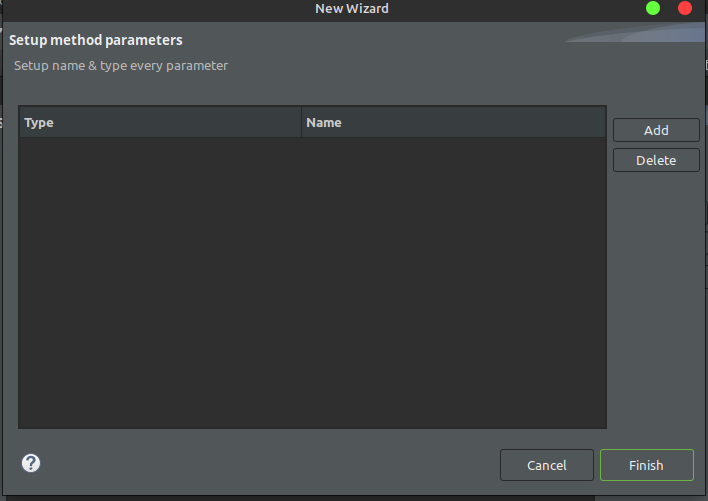 New Wizard
Setup method parameters
Setup name & type every parameter
Type Name
Add
Delete
?
Cancel Finish